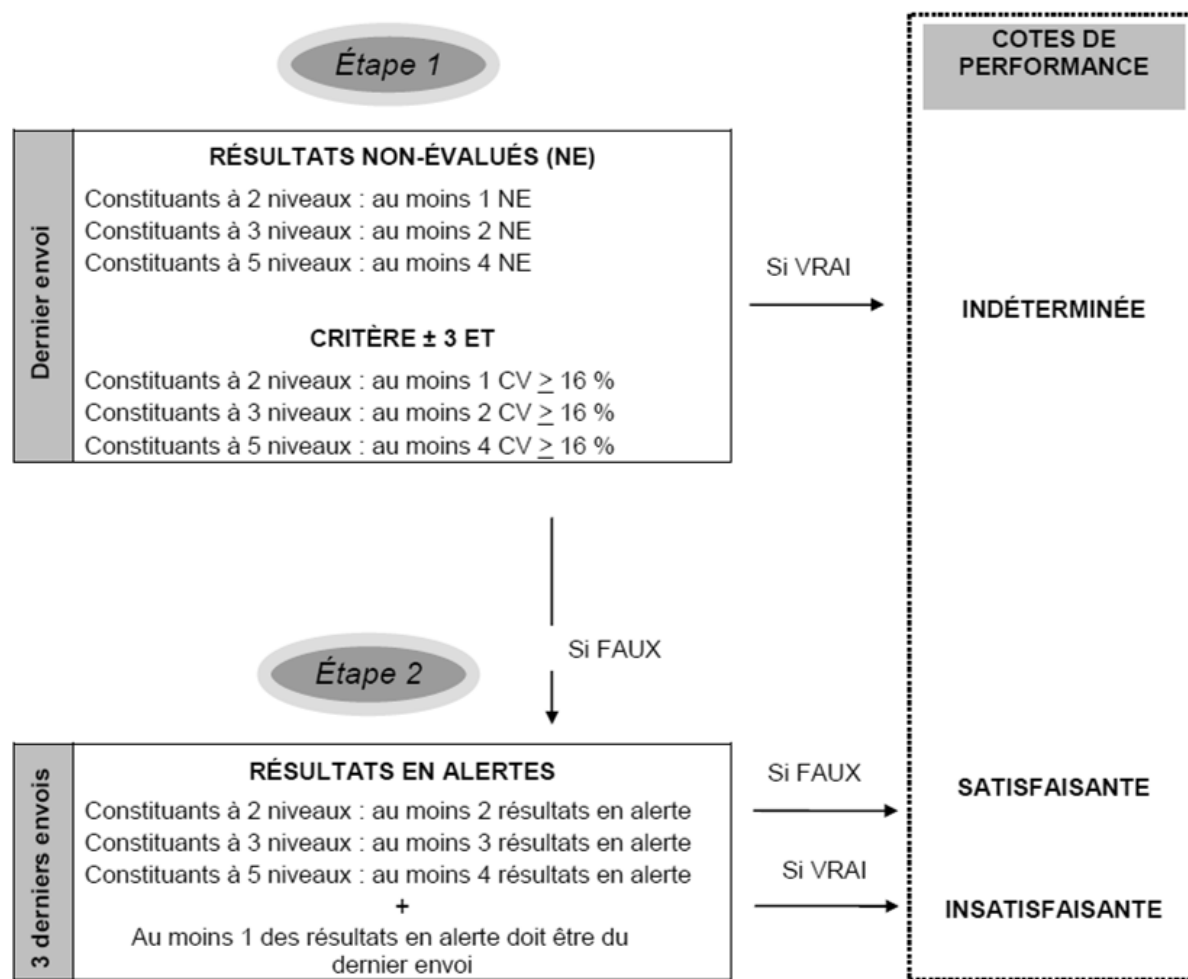 Étape 1
COTES DE
PERFORMANCE
Dernier envoi
RÉSULTATS NON-ÉVALUÉS (NE)
Constituants à 2 niveaux : au moins 1 NE
Constituants à 3 niveaux : au moins 2 NE
Constituants à 5 niveaux : au moins 4 NE
CRITÈRE ± 3 ET
Constituants à 2 niveaux : au moins 1 CV ≥ 16 %
Constituants à 3 niveaux : au moins 2 CV ≥ 16 %
Constituants à 5 niveaux : au moins 4 CV ≥ 16 %
Si VRAI
INDÉTERMINÉE
Si FAUX
Étape 2
3 derniers envois
RÉSULTATS EN ALERTES
Constituants à 2 niveaux : au moins 2 résultats en alerte
Constituants à 3 niveaux : au moins 3 résultats en alerte
Constituants à 5 niveaux : au moins 4 résultats en alerte
+
Au moins 1 des résultats en alerte doit être du
dernier envoi
Si FAUX
SATISFAISANTE
Si VRAI
INSATISFAISANTE